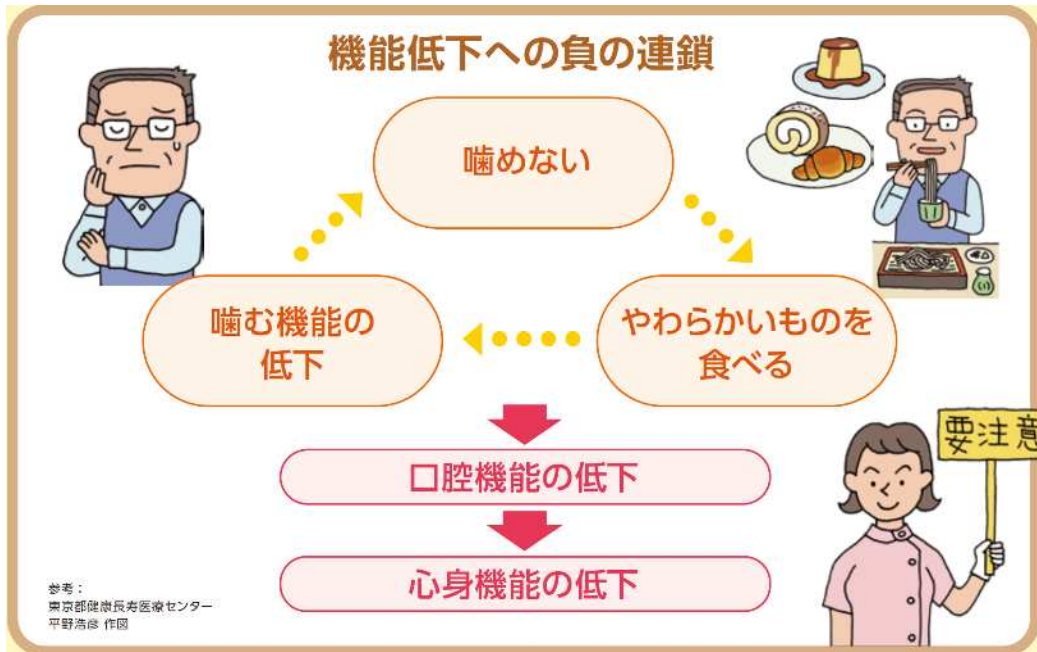 機能低下への負の連鎖
噛めない
噛む機能の
低下
やわらかいものを
食べる
口腔機能の低下
心身機能の低下
要注意
参考：
東京都健康長寿医療センター
平野浩彦 作図